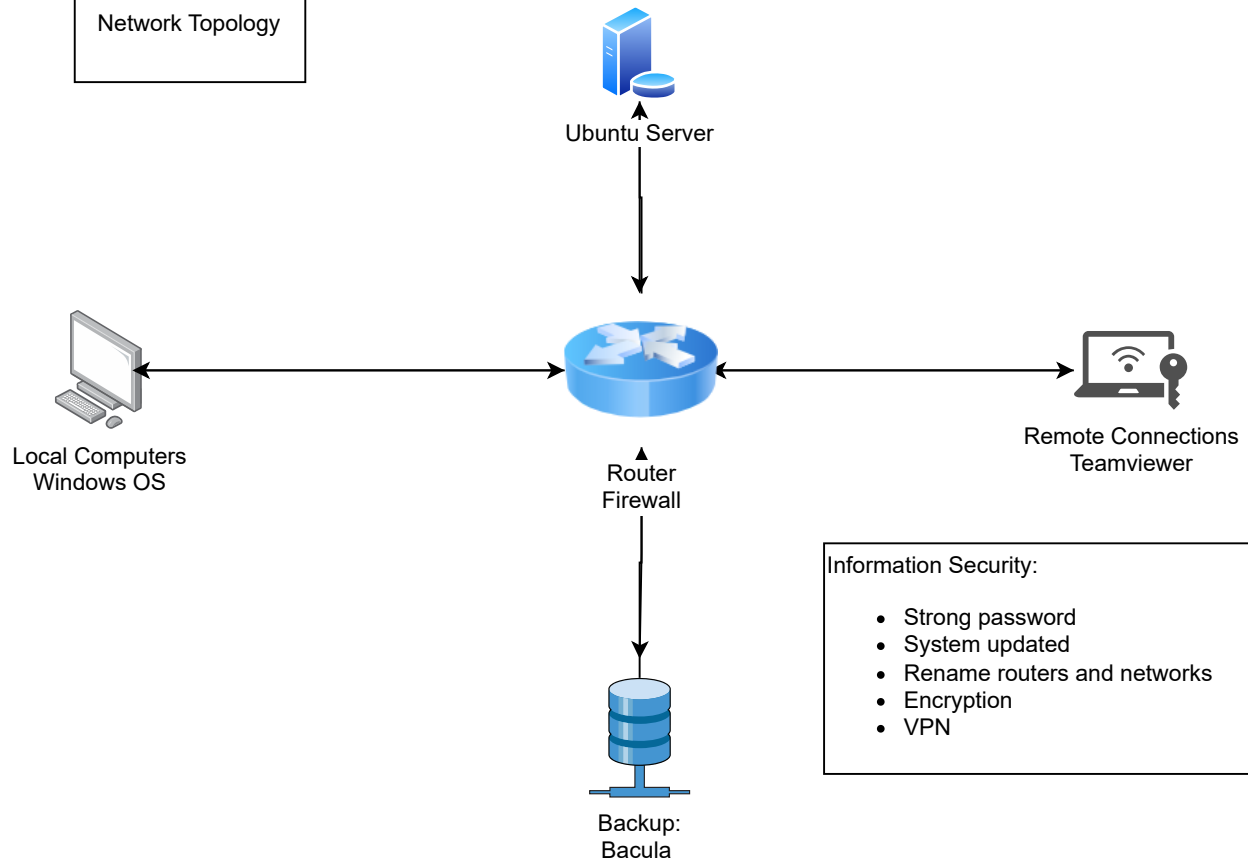 Network Topology
Ubuntu Server
Local Computers
Windows OS
Router
Firewall
Remote Connections
Teamviewer
Information Security:
Strong password
System updated
Rename routers and networks
Encryption
VPN
Backup:
Bacula